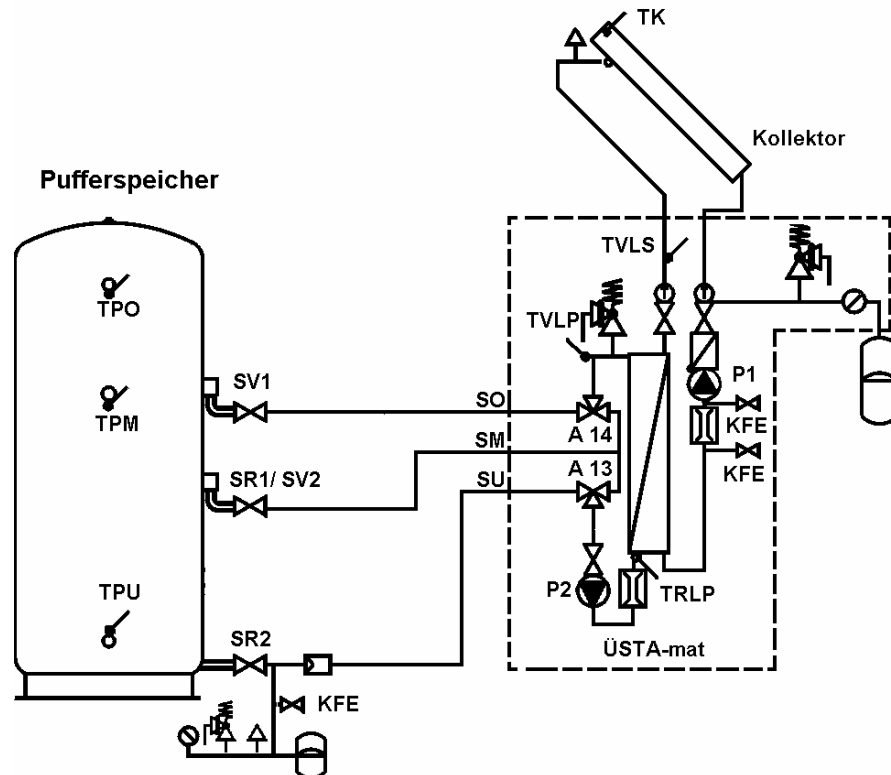 TK
Kollektor
Pufferspeicher
TVLS
TPO
TVLP
SV1
SO
P1
TPM
A 14
KFE
SM
SR1/ SV2
A 13
KFE
SU
TPU
P2
TRLP
SR2
ÜSTA-mat
KFE